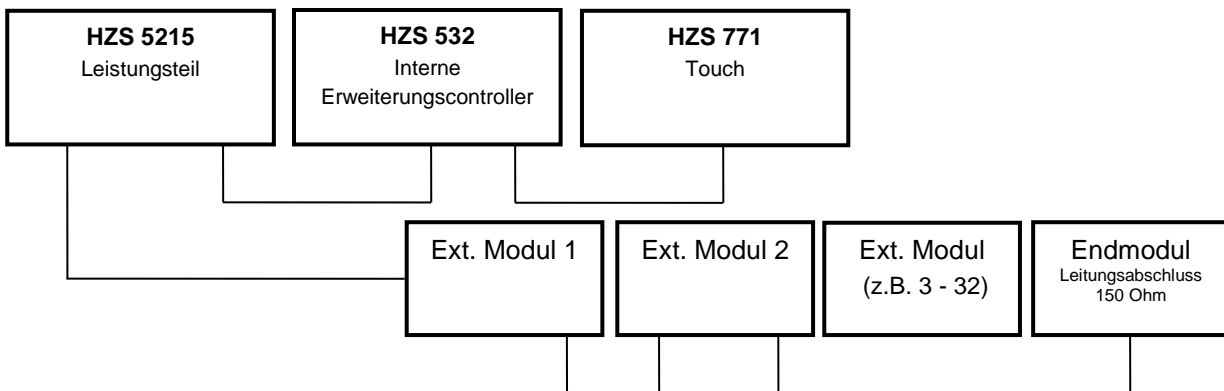 HZS 5215
Leistungsteil
HZS 532
Interne
Erweiterungscontroller
HZS 771
Touch
Ext. Modul 1
Ext. Modul 2
Ext. Modul
(z.B. 3 - 32)
Endmodul
Leitungsabschluss
150 Ohm